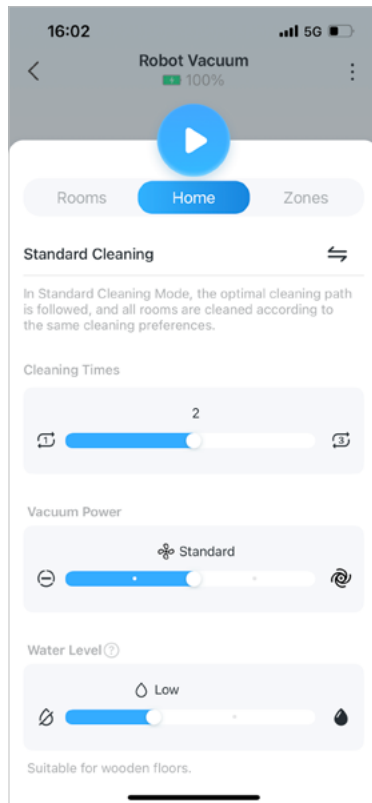 16:02
5G
Robot Vacuum
100%
Rooms
Home
Zones
Standard Cleaning
In Standard Cleaning Mode, the optimal cleaning path
is followed, and all rooms are cleaned according to
the same cleaning preferences.
Cleaning Times
2
1
3
Vacuum Power
Standard
Water Level?
Low
Suitable for wooden floors.